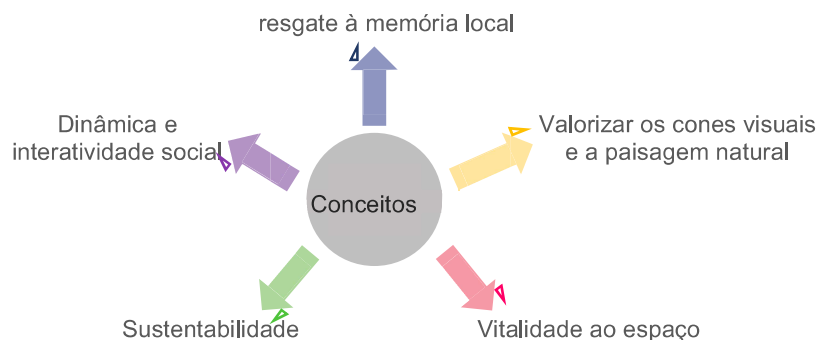 resgate à memória local
Dinâmica e
interatividade social
Valorizar os cones visuais
e a paisagem natural
Conceitos
Sustentabilidade
Vitalidade ao espaço